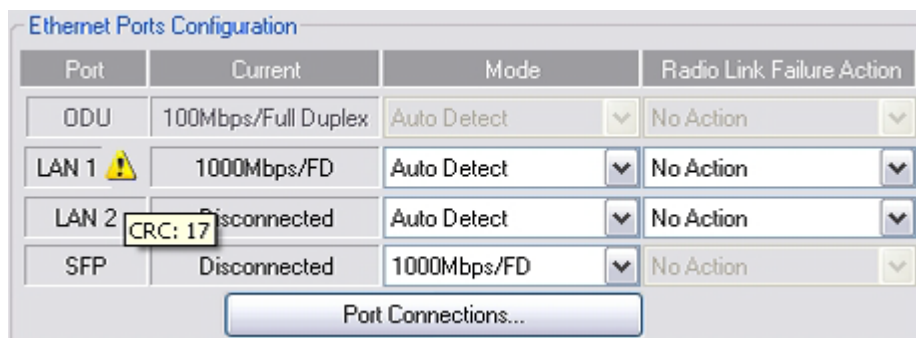 Ethernet Ports Configuration
Port Current Mode Radio Link Failure Action
ODU 100Mbps/Full Duplex Auto Detect No Action
LAN 1 1000Mbps/FD Auto Detect No Action
LAN 2 Disconnected Auto Detect No Action
CRC: 17
SFP Disconnected 1000Mbps/FD No Action
Port Connections...